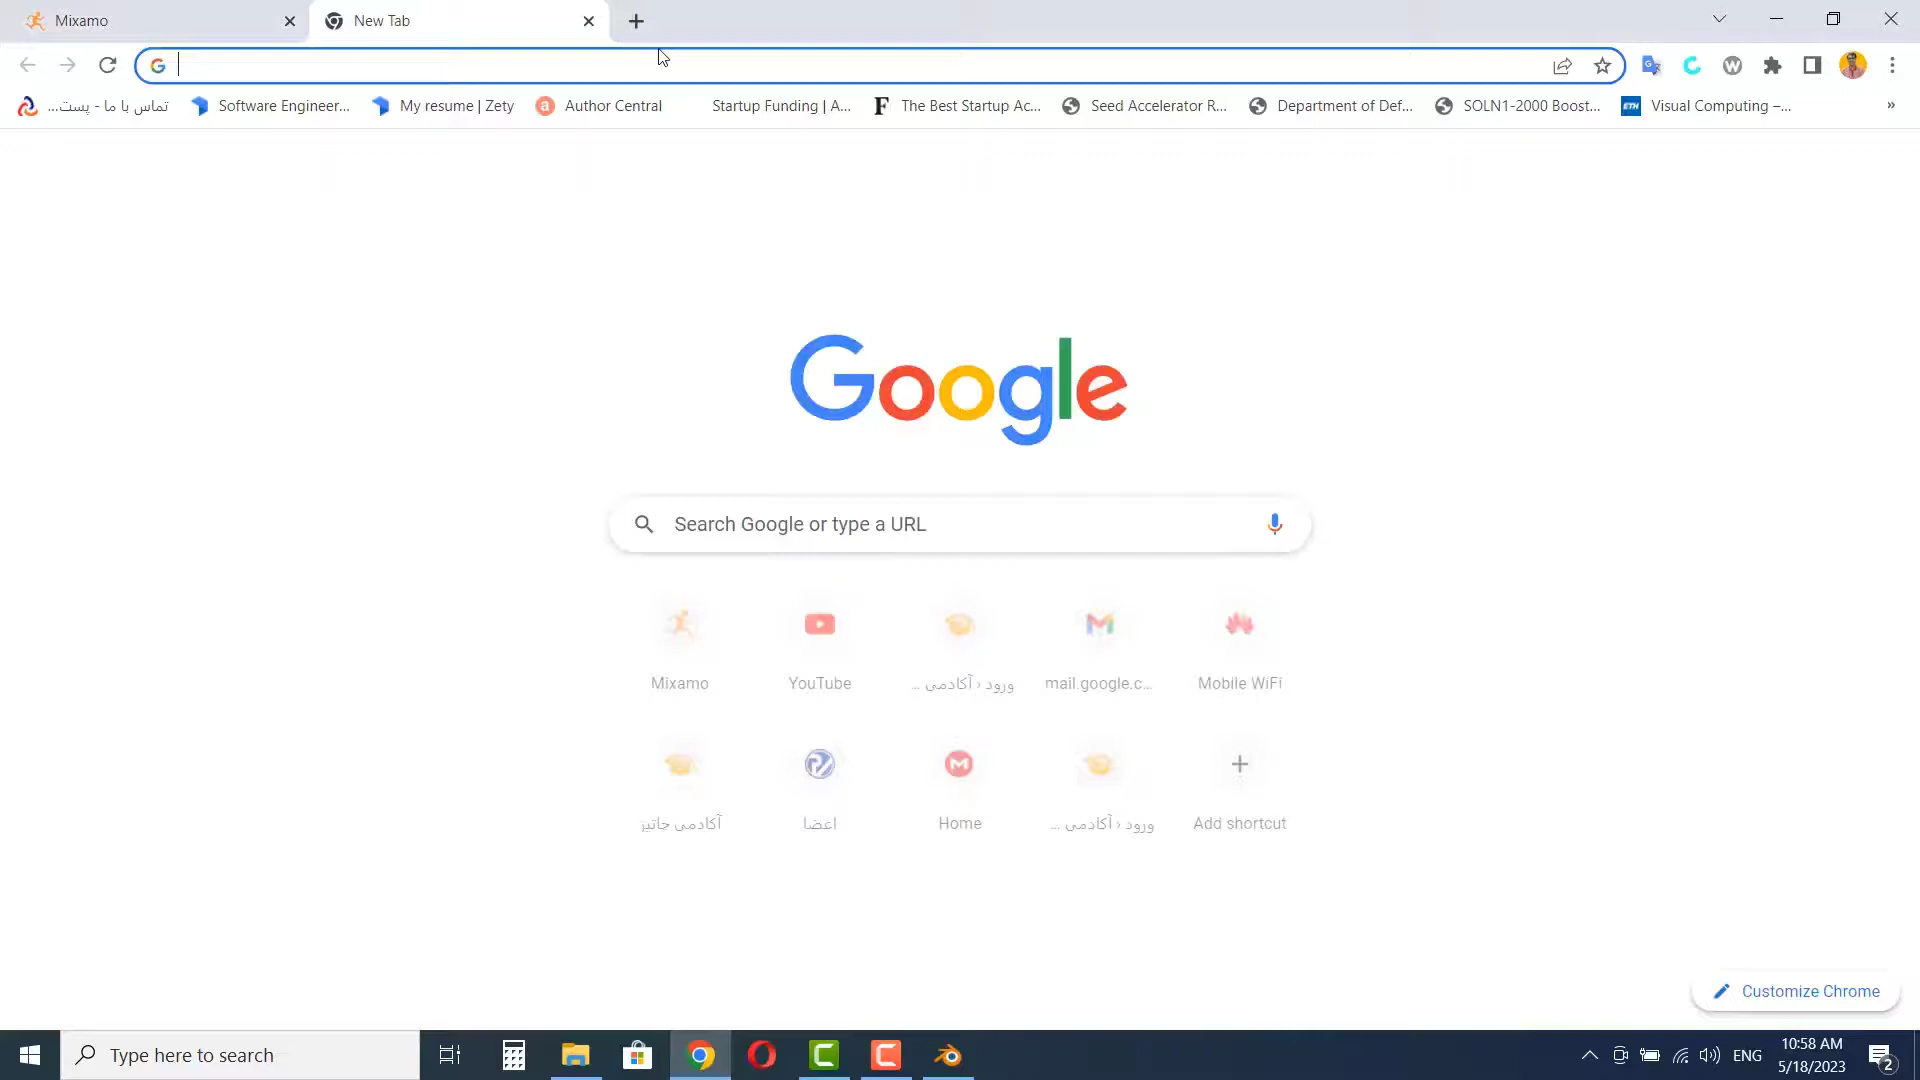 Mixamo
New Tab
تماس با ما - پست...
Software Engineer...
My resume | Zety
Author Central
Startup Funding | A...
The Best Startup Ac...
Seed Accelerator R...
Department of Def...
SOLN1-2000 Boost...
ETH
Visual Computing –...
»
Google
Search Google or type a URL
Mixamo
YouTube
ورود ‹ آکادمی ...
mail.google.c...
Mobile WiFi
آکادمی جاتیز
اعضا
Home
ورود ‹ آکادمی ...
Add shortcut
Customize Chrome
Type here to search
ENG
10:58 AM
5/18/2023
2